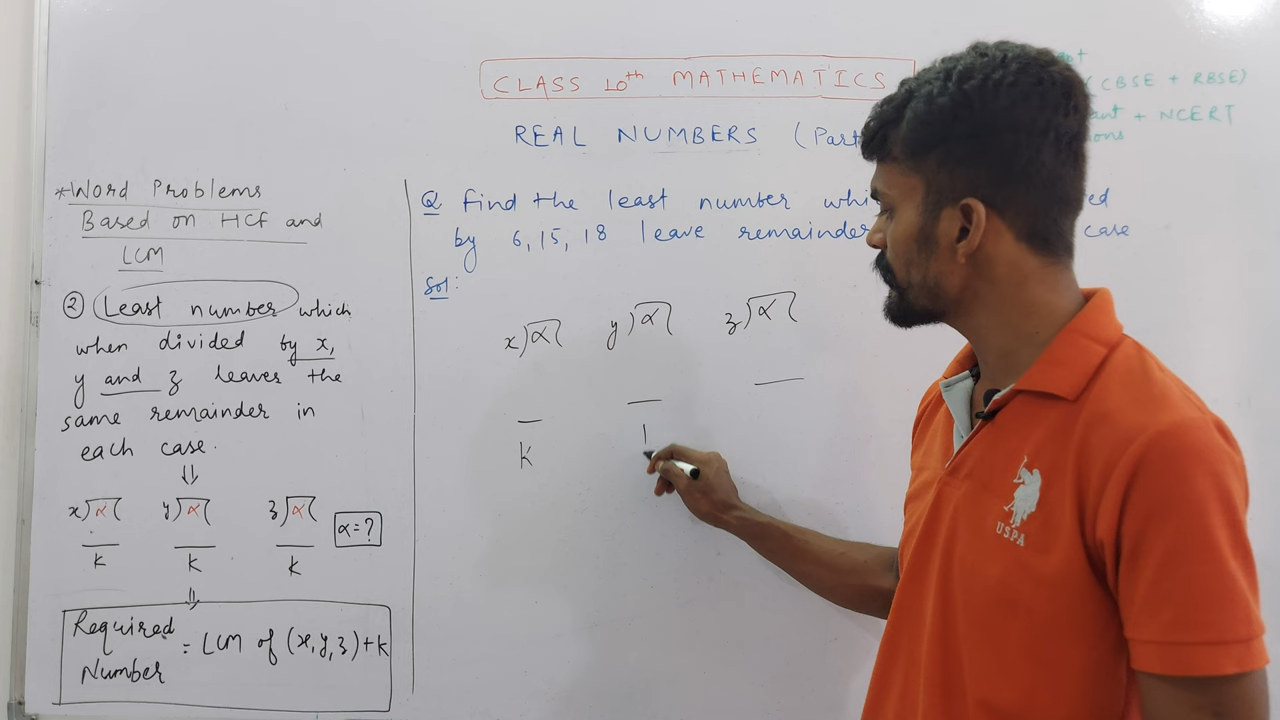 CLASS 10th MATHEMATICS
REAL NUMBERS (Part
(CBSE + RBSE)
+ NCERT
*Word Problems
Based on HCF and
LCM
② Least number which
when divided by x,
y and z leaves the
same remainder in
each case.
⇓
x)α( y)α( z)α( α=?
k k k
⇓
Required Number = LCM of (x,y,z)+k
Q. Find the least number
by 6, 15, 18 leave remainder case
Sol:
x)α( y)α( z)α(
k
U.S.P.A